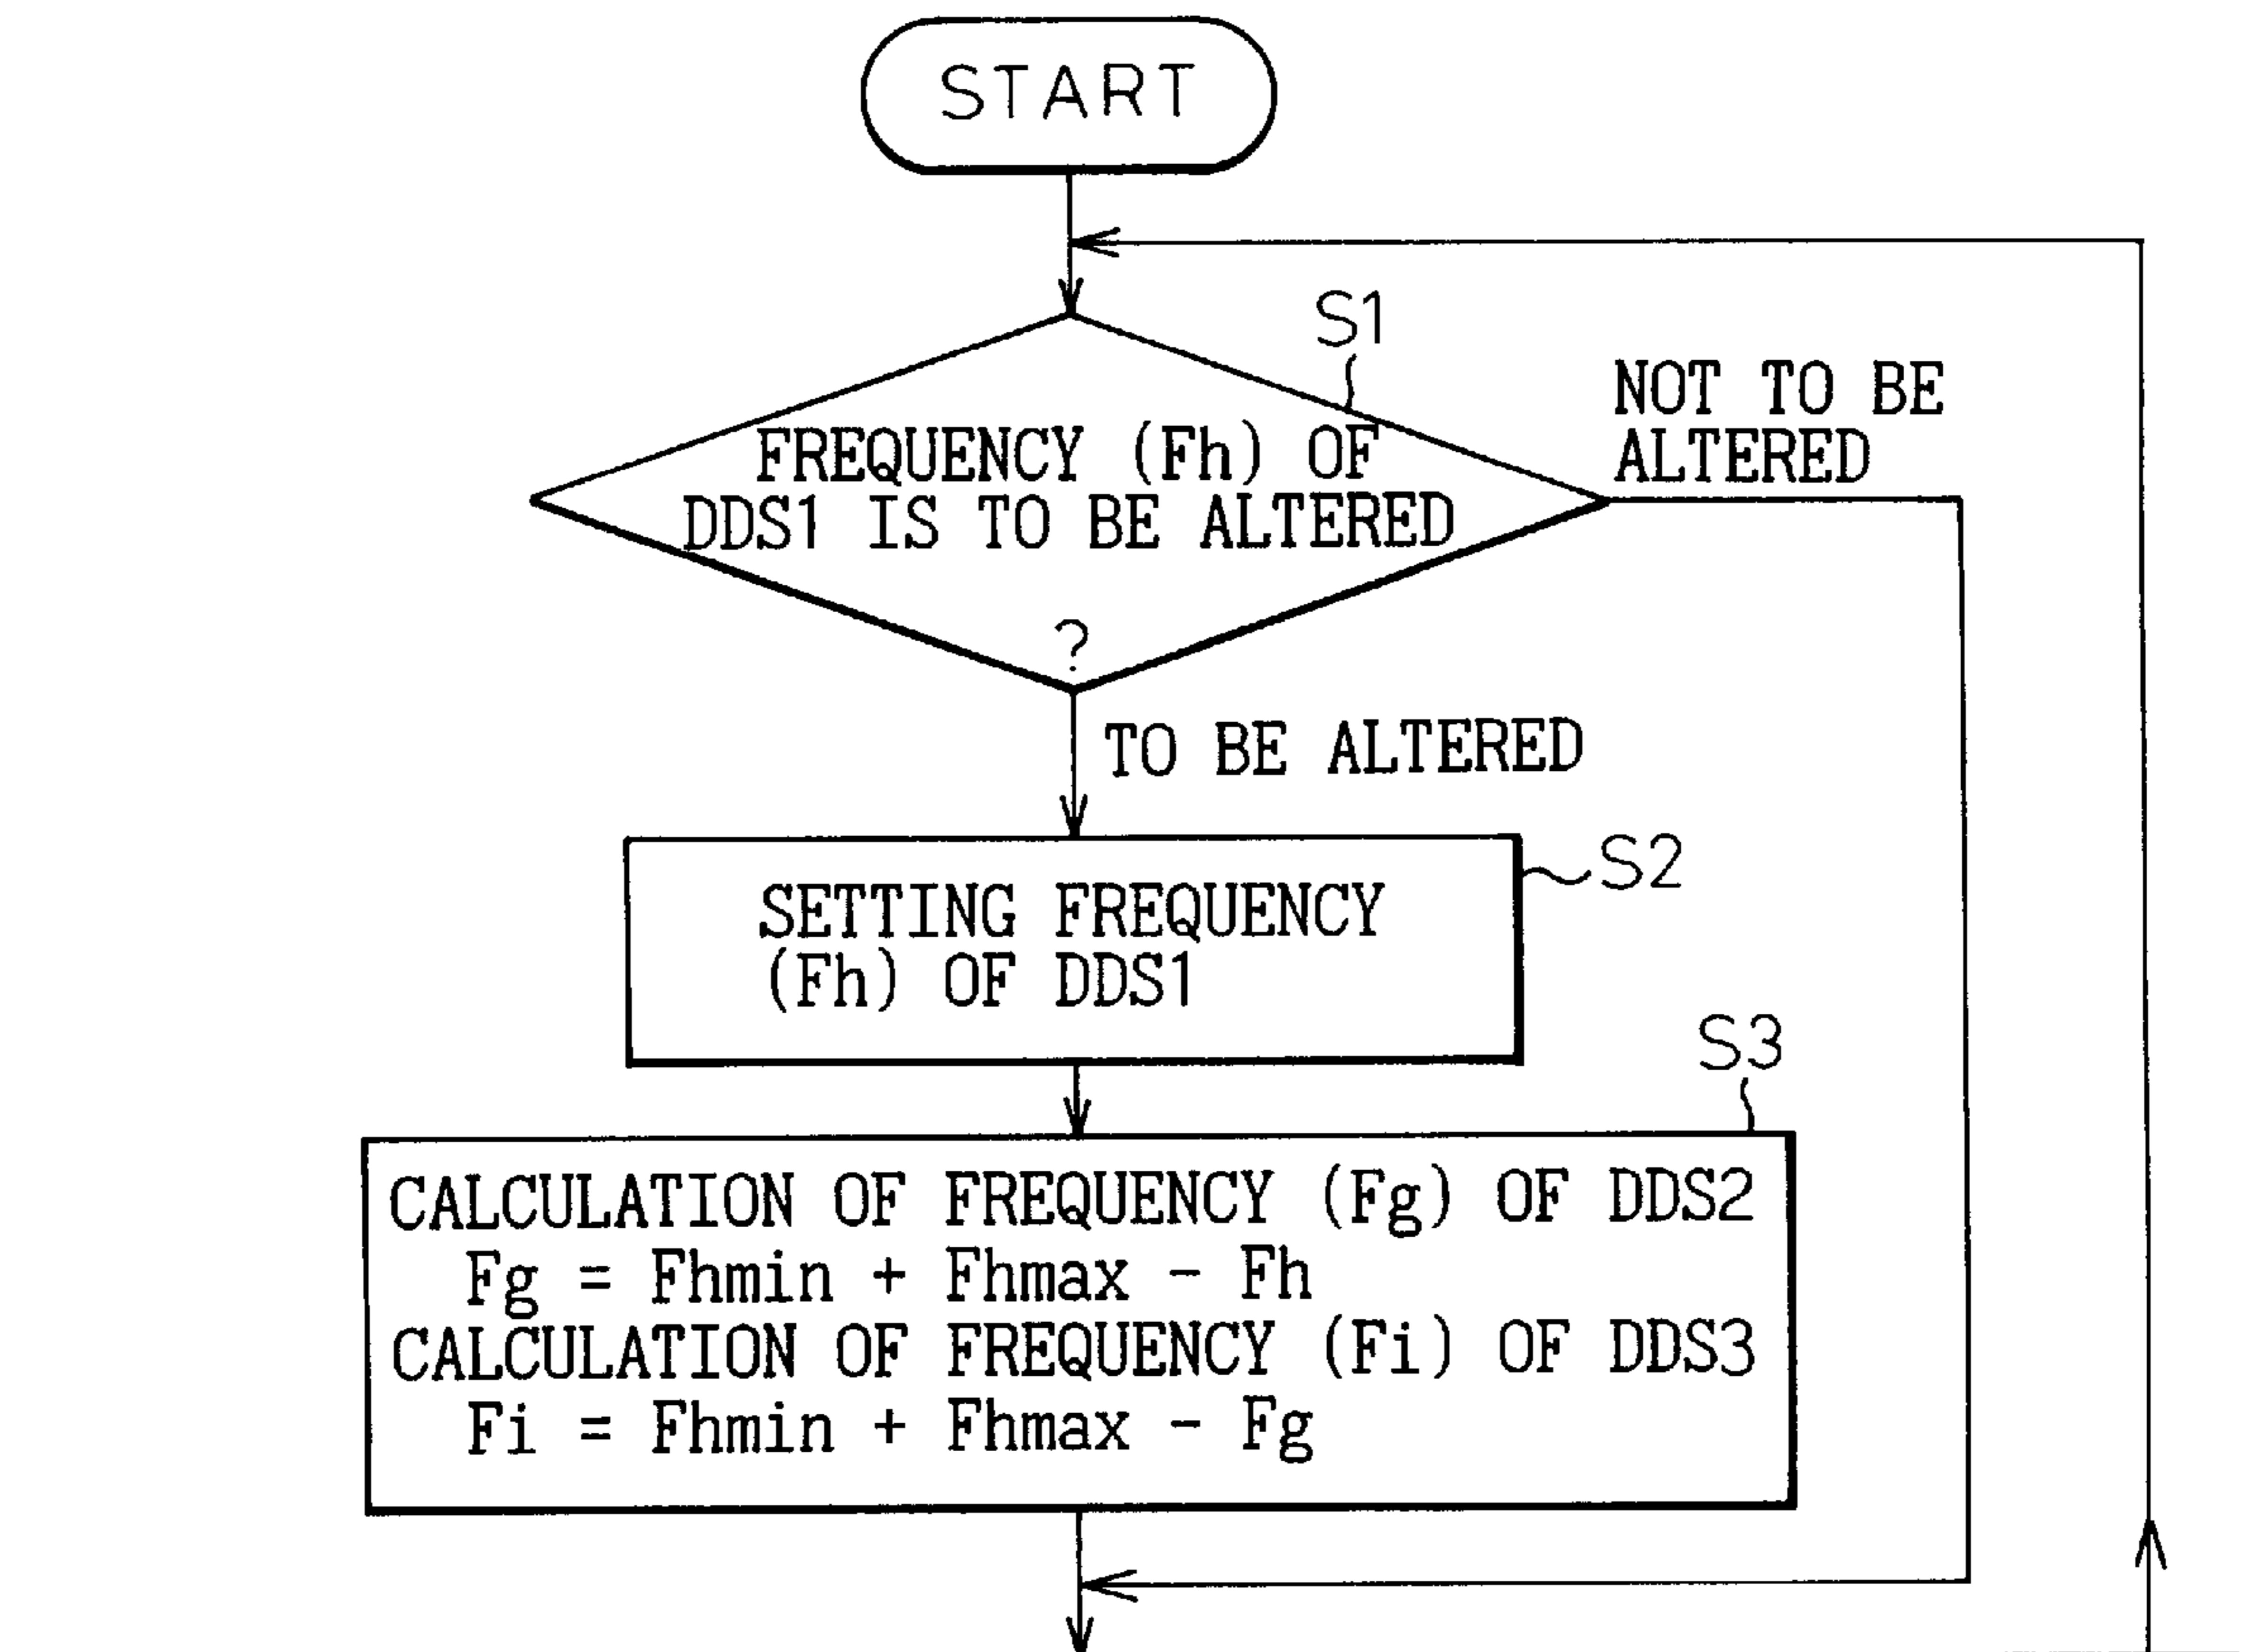 START
S1
NOT TO BE
ALTERED
FREQUENCY (Fh) OF
DDS1 IS TO BE ALTERED
?
TO BE ALTERED
S2
SETTING FREQUENCY
(Fh) OF DDS1
S3
CALCULATION OF FREQUENCY (Fg) OF DDS2
Fg = Fhmin + Fhmax - Fh
CALCULATION OF FREQUENCY (Fi) OF DDS3
Fi = Fhmin + Fhmax - Fg